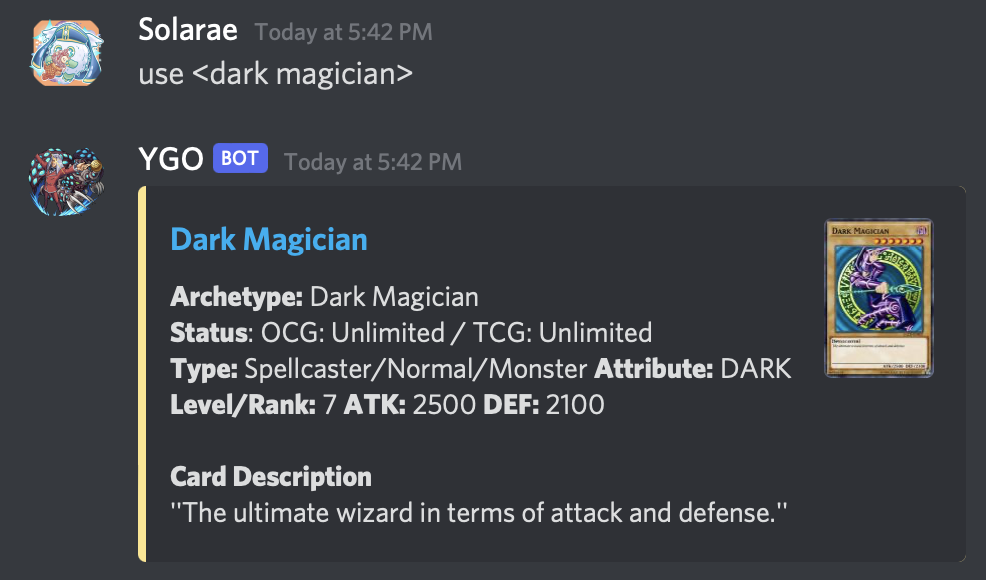 Solarae Today at 5:42 PM
use <dark magician>
YGO BOT Today at 5:42 PM
Dark Magician
DARK MAGICIAN
Archetype: Dark Magician
Status: OCG: Unlimited / TCG: Unlimited
Type: Spellcaster/Normal/Monster Attribute: DARK
Level/Rank: 7 ATK: 2500 DEF: 2100
Card Description
"The ultimate wizard in terms of attack and defense."